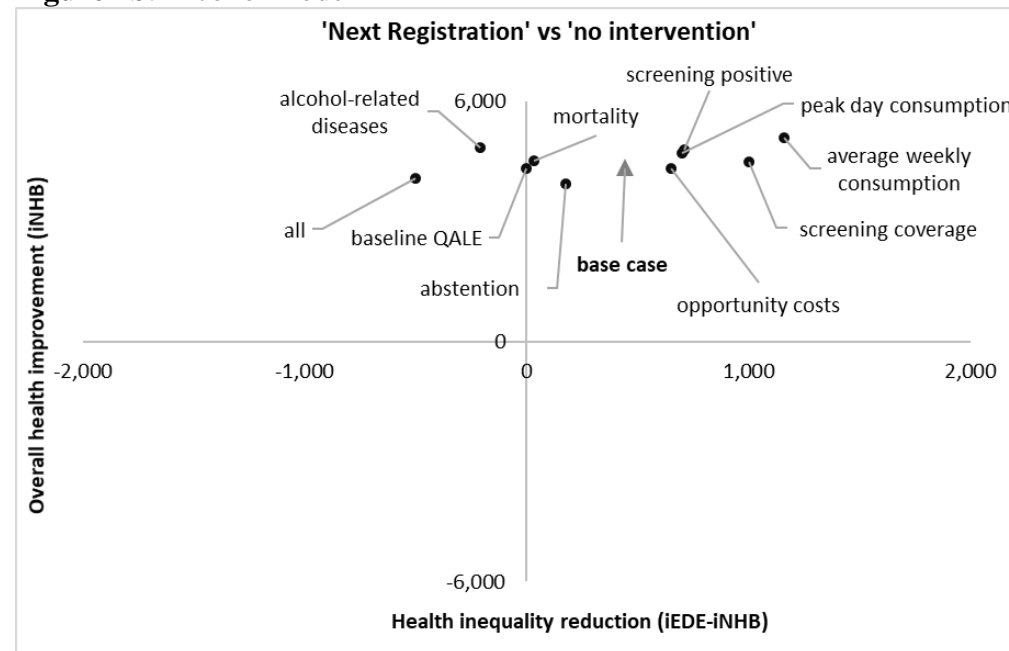 'Next Registration' vs 'no intervention'
screening positive
alcohol-related
diseases
6,000
mortality
peak day consumption
average weekly
consumption
all
baseline QALE
screening coverage
base case
abstention
opportunity costs
0
-2,000
-1,000
0
1,000
2,000
Overall health improvement (iNHB)
-6,000
Health inequality reduction (iEDE-iNHB)